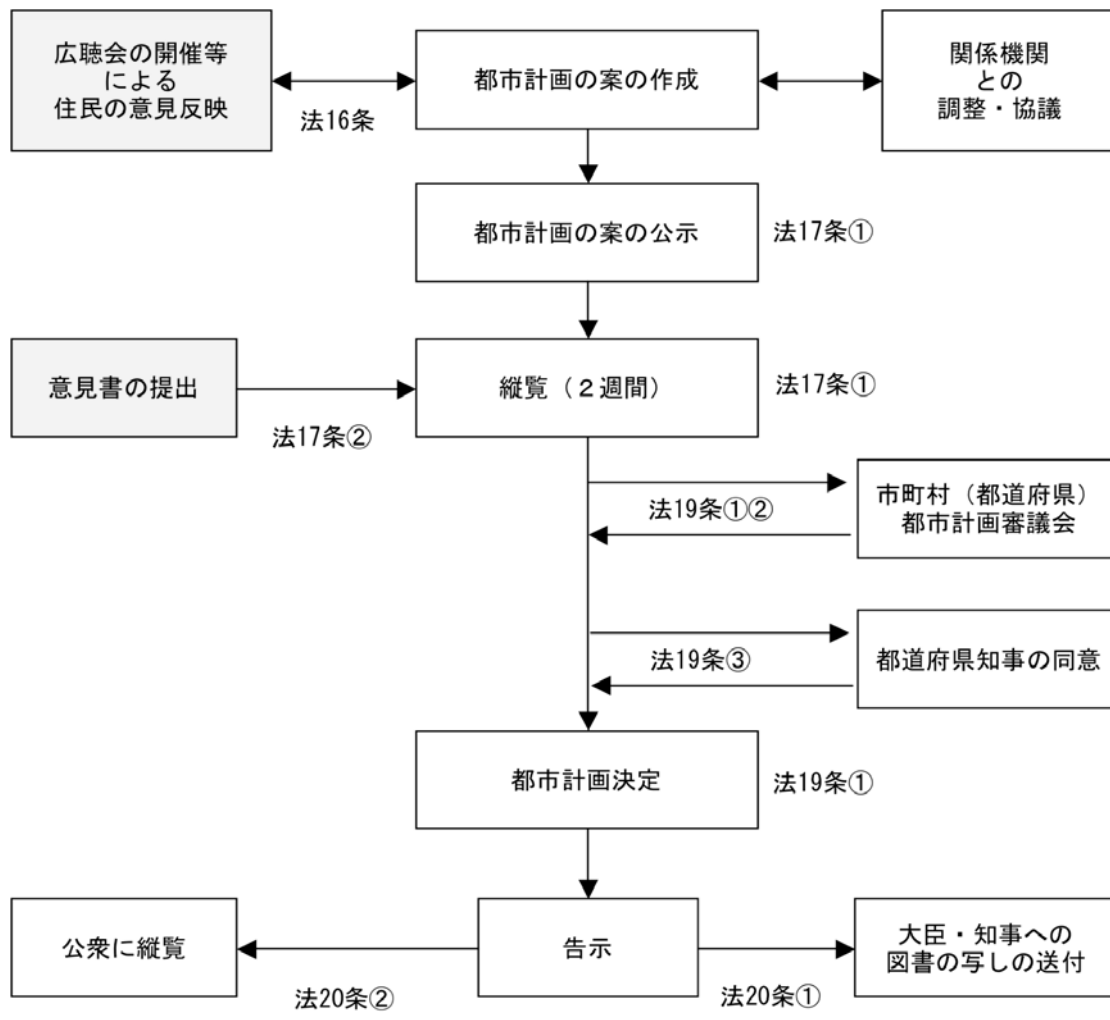 広聴会の開催等
による
住民の意見反映
法16条
都市計画の案の作成
関係機関
との
調整・協議
都市計画の案の公示
法17条①
意見書の提出
法17条②
縦覧（２週間）
法17条①
法19条①②
市町村（都道府県）
都市計画審議会
法19条③
都道府県知事の同意
都市計画決定
法19条①
公衆に縦覧
法20条②
告示
法20条①
大臣・知事への
図書の写しの送付